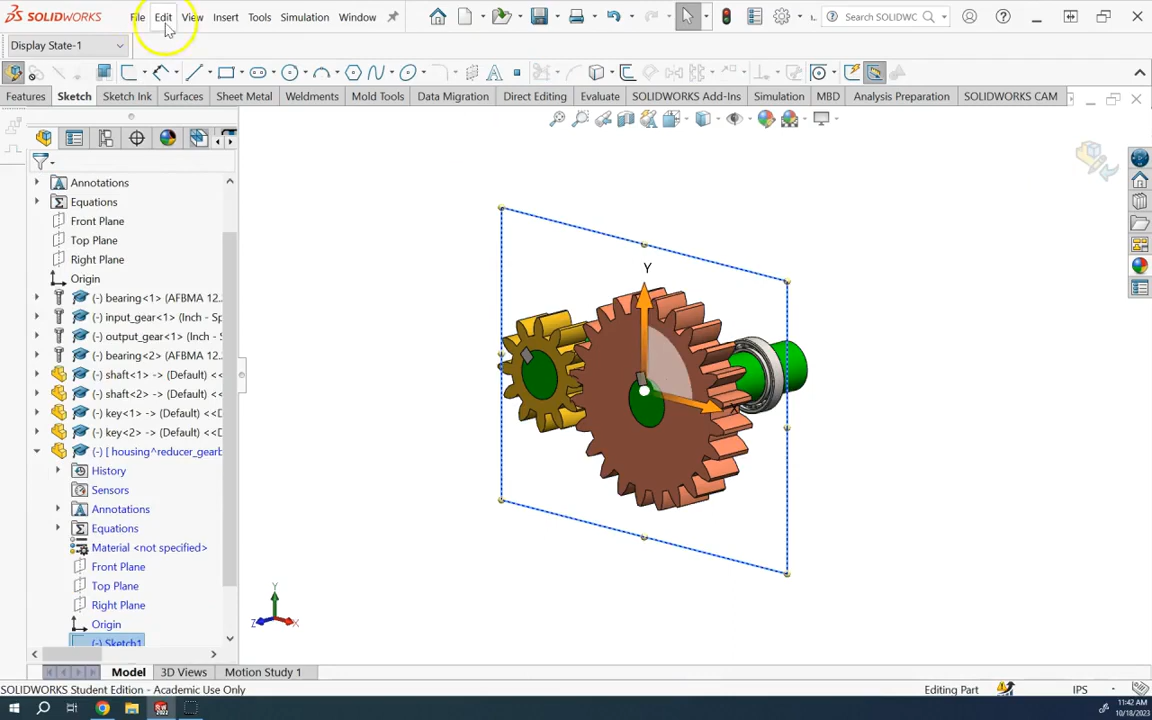 SOLIDWORKS File Edit View Insert Tools Simulation Window Search SOLIDWC
Display State-1
Features Sketch Sketch Ink Surfaces Sheet Metal Weldments Mold Tools Data Migration Direct Editing Evaluate SOLIDWORKS Add-Ins Simulation MBD Analysis Preparation SOLIDWORKS CAM
Annotations
Equations
Front Plane
Top Plane
Right Plane
Origin
(-) bearing<1> (AFBMA 12...
(-) input_gear<1> (Inch - Sp
(-) output_gear<1> (Inch - S
(-) bearing<2> (AFBMA 12...
(-) shaft<1> -> (Default) <<
(-) shaft<2> -> (Default) <<
(-) key<1> -> (Default) <<D
(-) key<2> -> (Default) <<D
(-) [ housing^reducer_gearb
History
Sensors
Annotations
Equations
Material <not specified>
Front Plane
Top Plane
Right Plane
Origin
(-) Sketch1
Y
Y
Z
X
Model 3D Views Motion Study 1
SOLIDWORKS Student Edition - Academic Use Only
Editing Part
IPS
11:42 AM
10/18/2023